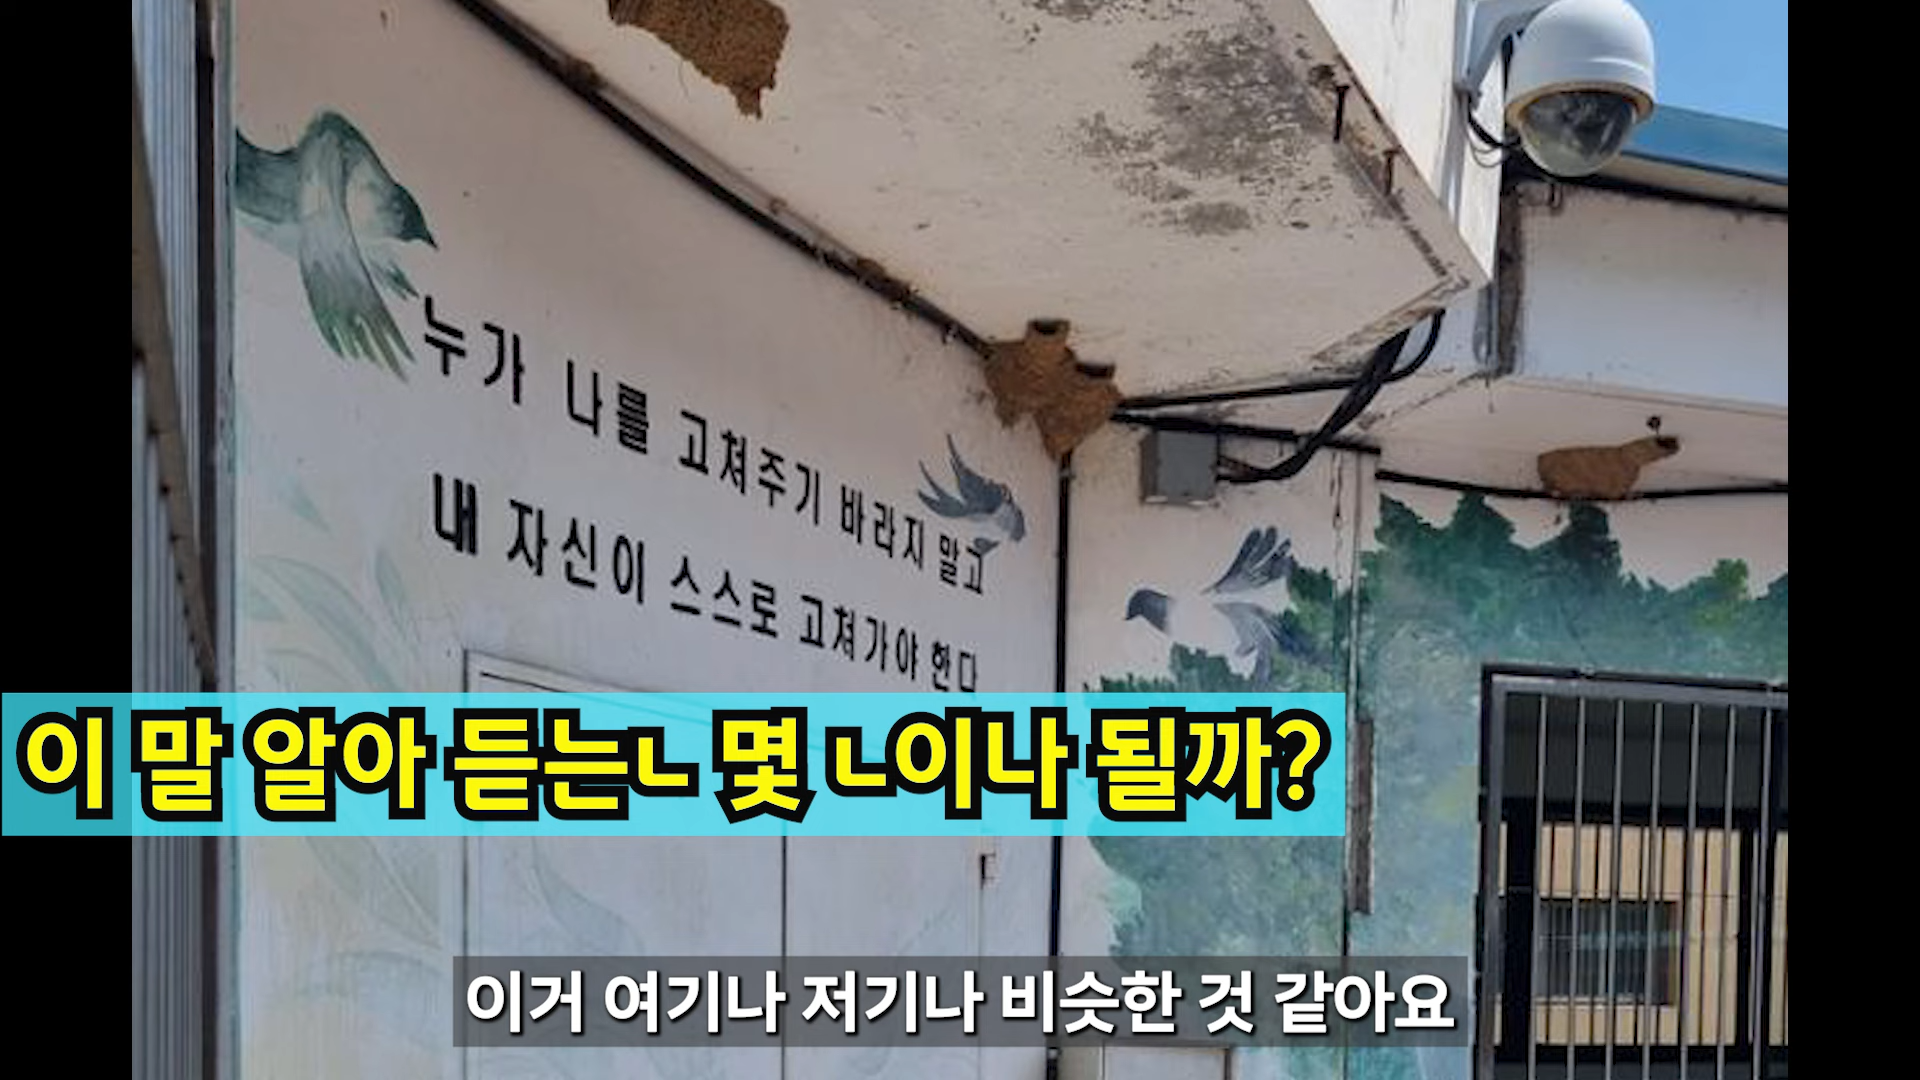 누가 나를 고쳐주기 바라지 말고
내 자신이 스스로 고쳐가야 한다
이 말 알아 듣는ㄴ 몇 ㄴ이나 될까?
이거 여기나 저기나 비슷한 것 같아요